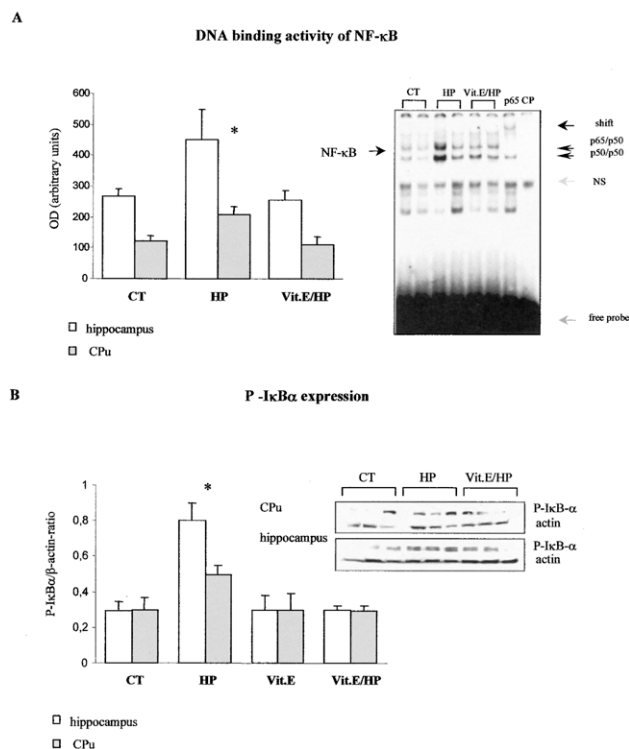 A
DNA binding activity of NF-κB
600
500
400
300
200
100
0
OD (arbitrary units)
CT HP Vit.E/HP
hippocampus
CPu
CT HP Vit.E/HP p65 CP
NF-κB
shift
p65/p50
p50/p50
NS
free probe
B
P -IκBα expression
1
0,8
0,6
0,4
0,2
0
P-IκBα/β-actin-ratio
*
*
CT HP Vit.E Vit.E/HP
hippocampus
CPu
CT HP Vit.E/HP
CPu
hippocampus
P-IκB-α
actin
P-IκB-α
actin